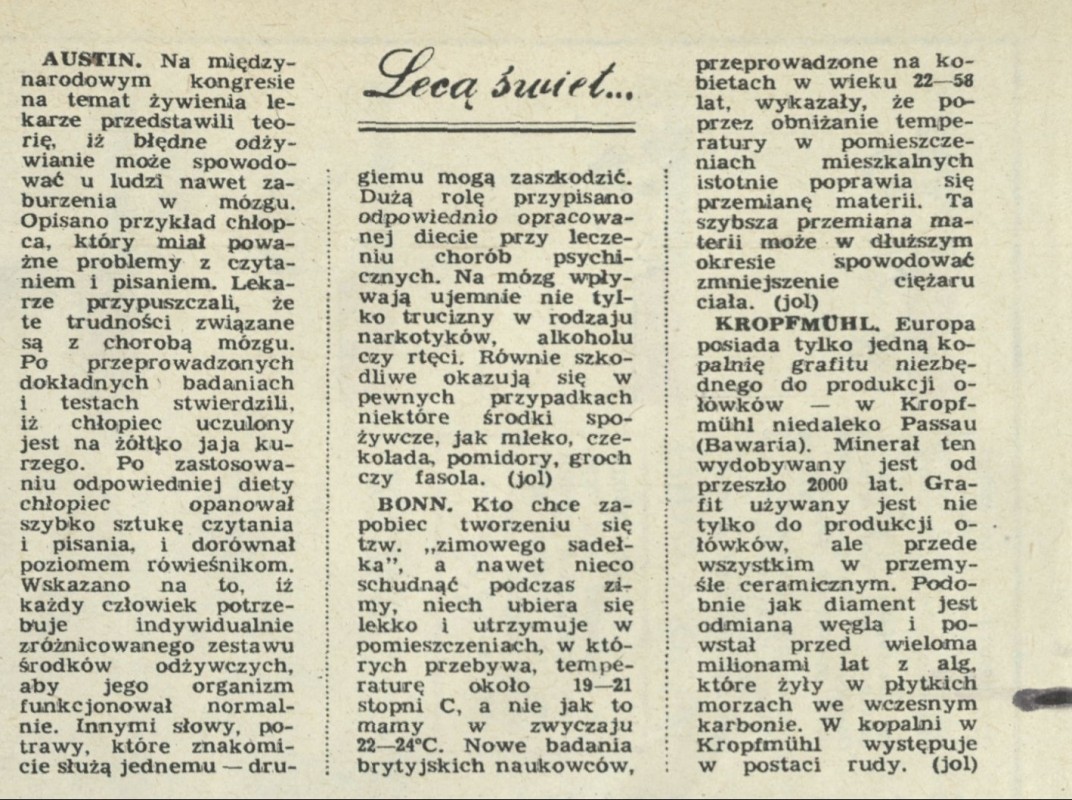 Lecą świet...
AUSTIN. Na między-
narodowym kongresie
na temat żywienia le-
karze przedstawili teo-
rię, iż błędne odży-
wianie może spowodo-
wać u ludzi nawet za-
burzenia w mózgu.
Opisano przykład chłop-
ca, który miał powa-
żne problemy z czyta-
niem i pisaniem. Leka-
rze przypuszczali, że
te trudności związane
są z chorobą mózgu.
Po przeprowadzonych
dokładnych badaniach
i testach stwierdzili,
iż chłopiec uczulony
jest na żółtko jaja ku-
rzego. Po zastosowa-
niu odpowiedniej diety
chłopiec opanował
szybko sztukę czytania
i pisania, i dorównał
poziomem rówieśnikom.
Wskazano na to, iż
każdy człowiek potrze-
buje indywidualnie
zróżnicowanego zestawu
środków odżywczych,
aby jego organizm
funkcjonował normal-
nie. Innymi słowy, po-
trawy, które znakomi-
cie służą jednemu — dru-
giemu mogą zaszkodzić.
Dużą rolę przypisano
odpowiednio opracowa-
nej diecie przy lecze-
niu chorób psychi-
cznych. Na mózg wpły-
wają ujemnie nie tyl-
ko trucizny w rodzaju
narkotyków, alkoholu
czy rtęci. Równie szko-
dliwe okazują się w
pewnych przypadkach
niektóre środki spo-
żywcze, jak mleko, cze-
kolada, pomidory, groch
czy fasola. (jol)
BONN. Kto chce za-
pobiec tworzeniu się
tzw. „zimowego sadeł-
ka”, a nawet nieco
schudnąć podczas zi-
my, niech ubiera się
lekko i utrzymuje w
pomieszczeniach, w któ-
rych przebywa, tempe-
raturę około 19—21
stopni C, a nie jak to
mamy w zwyczaju
22—24°C. Nowe badania
brytyjskich naukowców,
przeprowadzone na ko-
bietach w wieku 22—58
lat, wykazały, że po-
przez obniżanie tempe-
ratury w pomieszcze-
niach mieszkalnych
istotnie poprawia się
przemianę materii. Ta
szybsza przemiana ma-
terii może w dłuższym
okresie spowodować
zmniejszenie ciężaru
ciała. (jol)
KROPFMÜHL. Europa
posiada tylko jedną ko-
palnię grafitu niezbę-
dnego do produkcji o-
łówków — w Kropf-
mühl niedaleko Passau
(Bawaria). Minerał ten
wydobywany jest od
przeszło 2000 lat. Gra-
fit używany jest nie
tylko do produkcji o-
łówków, ale przede
wszystkim w przemy-
śle ceramicznym. Podo-
bnie jak diament jest
odmianą węgla i po-
wstał przed wieloma
milionami lat z alg,
które żyły w płytkich
morzach we wczesnym
karbonie. W kopalni w
Kropfmühl występuje
w postaci rudy. (jol)